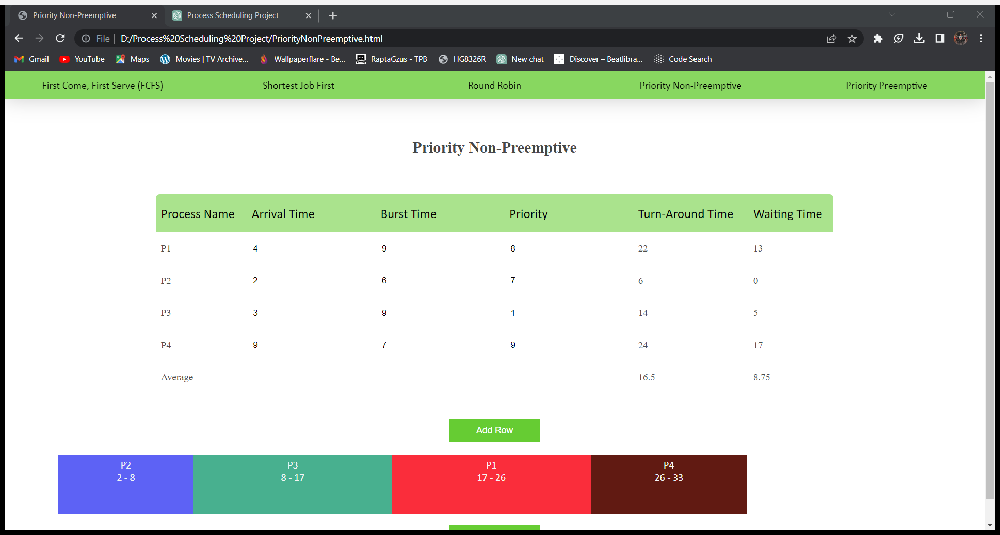 Priority Non-Preemptive
Process Scheduling Project
File
D:/Process%20Scheduling%20Project/PriorityNonPreemptive.html
Gmail YouTube Maps Movies | TV Archive... Wallpaperflare - Be... RaptaGzus - TPB HG8326R New chat Discover – Beatlibra... Code Search
First Come, First Serve (FCFS) Shortest Job First Round Robin Priority Non-Preemptive Priority Preemptive
Priority Non-Preemptive
Process Name Arrival Time Burst Time Priority Turn-Around Time Waiting Time
P1 4 9 8 22 13
P2 2 6 7 6 0
P3 3 9 1 14 5
P4 9 7 9 24 17
Average 16.5 8.75
Add Row
P2 P3 P1 P4
2 - 8 8 - 17 17 - 26 26 - 33